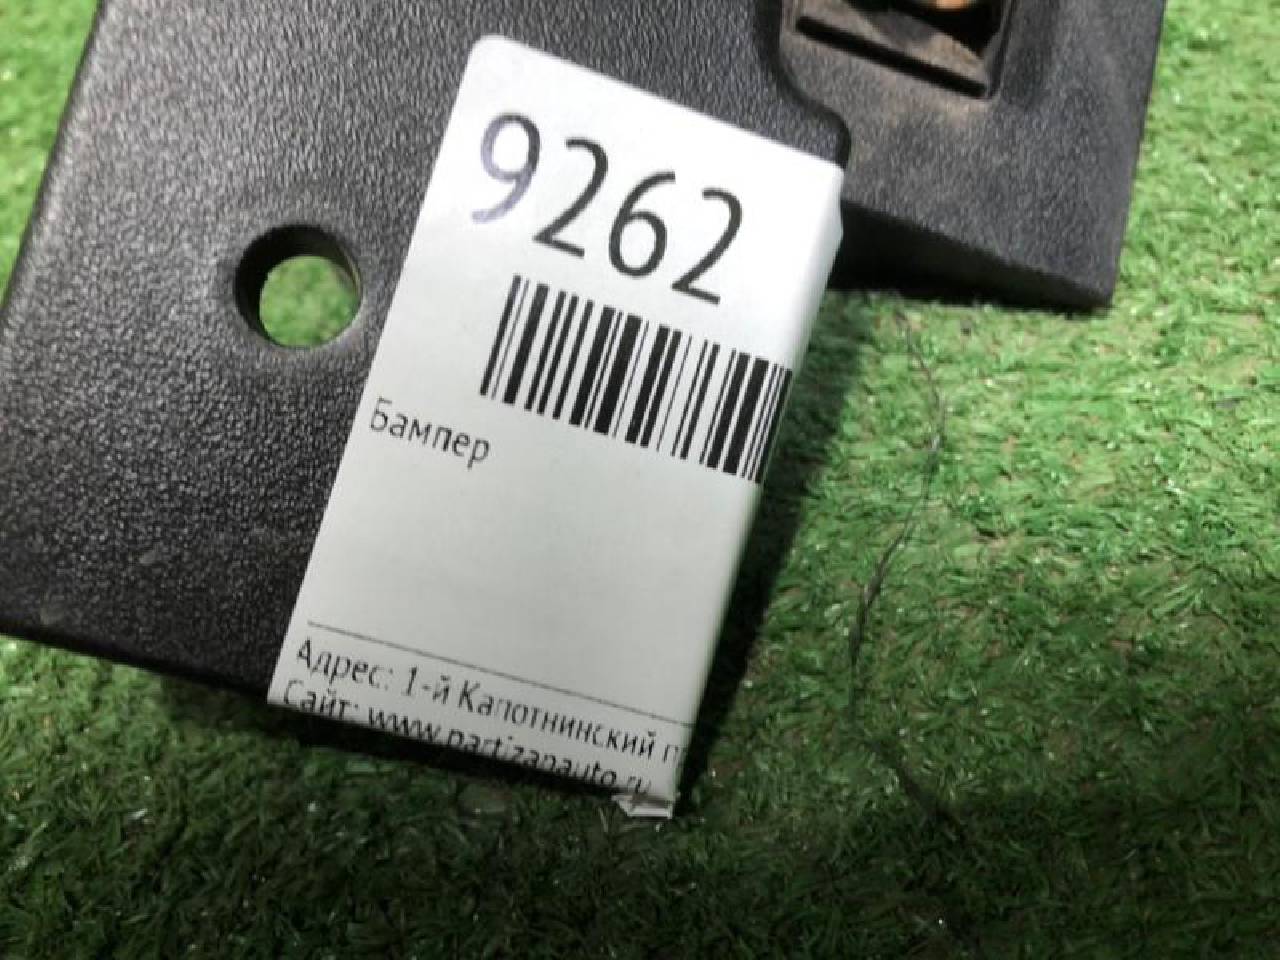 9262
Бампер
Адрес: 1-й Капотнинский п
Сайт: www.partizanauto.ru